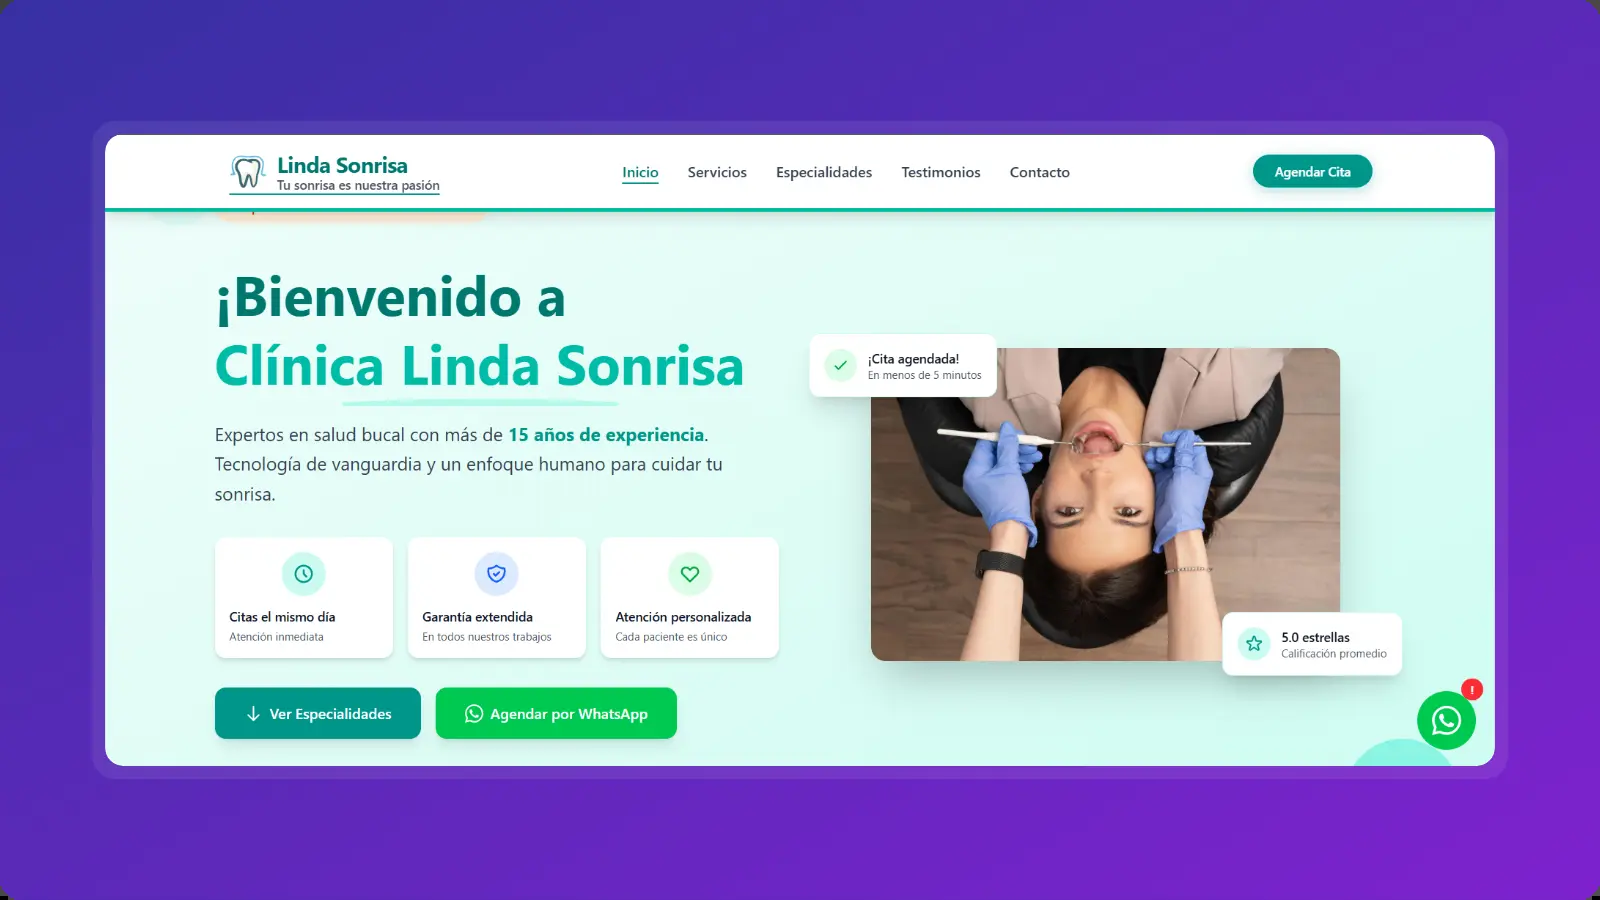 Linda Sonrisa
Tu sonrisa es nuestra pasión
Inicio
Servicios
Especialidades
Testimonios
Contacto
Agendar Cita
¡Bienvenido a
Clínica Linda Sonrisa
Expertos en salud bucal con más de 15 años de experiencia.
Tecnología de vanguardia y un enfoque humano para cuidar tu
sonrisa.
Citas el mismo día
Atención inmediata
Garantía extendida
En todos nuestros trabajos
Atención personalizada
Cada paciente es único
Ver Especialidades
Agendar por WhatsApp
¡Cita agendada!
En menos de 5 minutos
5.0 estrellas
Calificación promedio
!